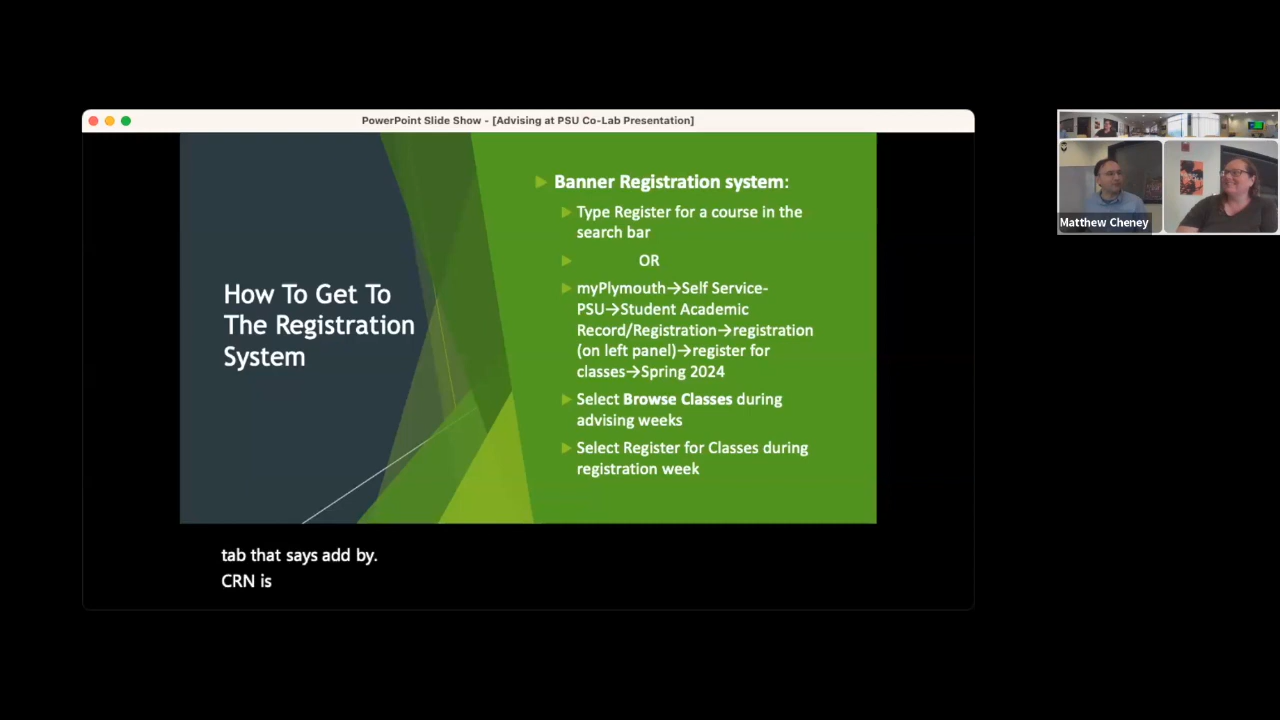 PowerPoint Slide Show - [Advising at PSU Co-Lab Presentation]
How To Get To
The Registration
System
Banner Registration system:
Type Register for a course in the
search bar
OR
myPlymouth→Self Service-
PSU→Student Academic
Record/Registration→registration
(on left panel)→register for
classes→Spring 2024
Select Browse Classes during
advising weeks
Select Register for Classes during
registration week
tab that says add by.
CRN is
Matthew Cheney